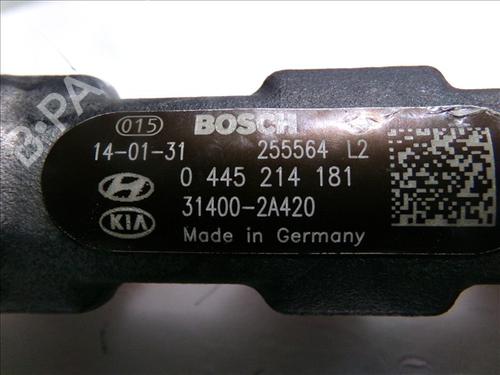 015 BOSCH
14-01-31 255564 L2
0 445 214 181
KIA 31400-2A420
Made in Germany
B-PA